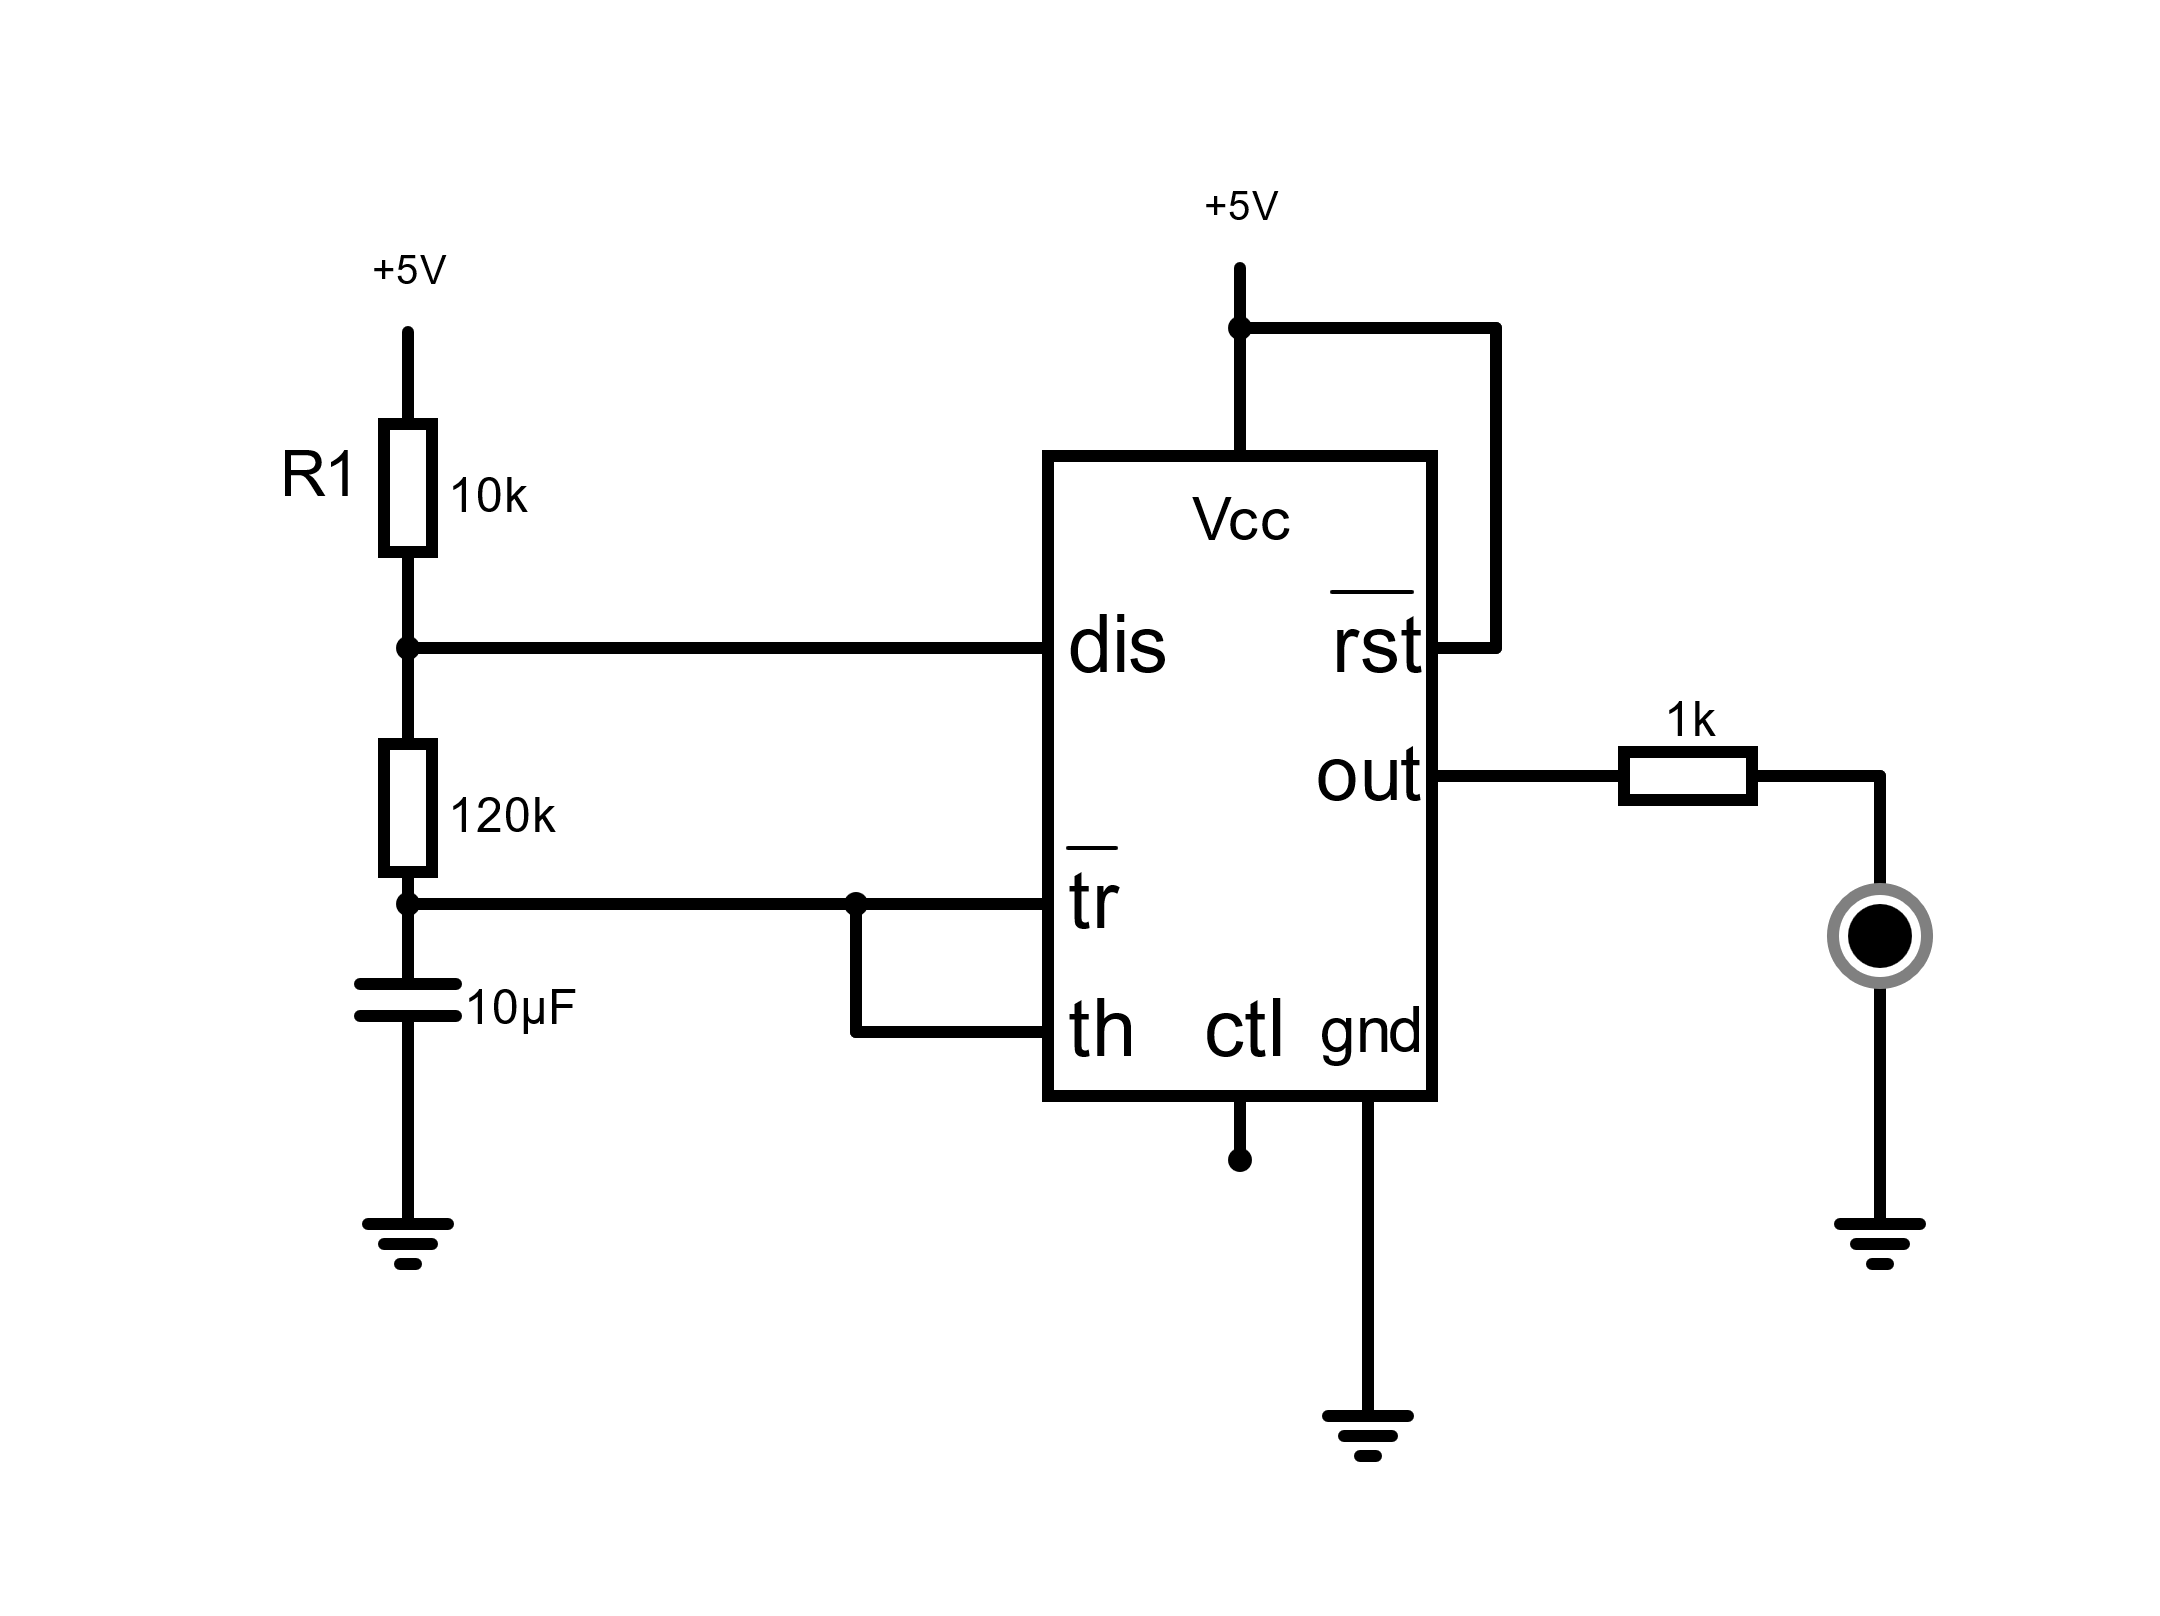 +5V
+5V
R1
10k
Vcc
dis
rst
1k
out
120k
tr
10µF
th
ctl
gnd